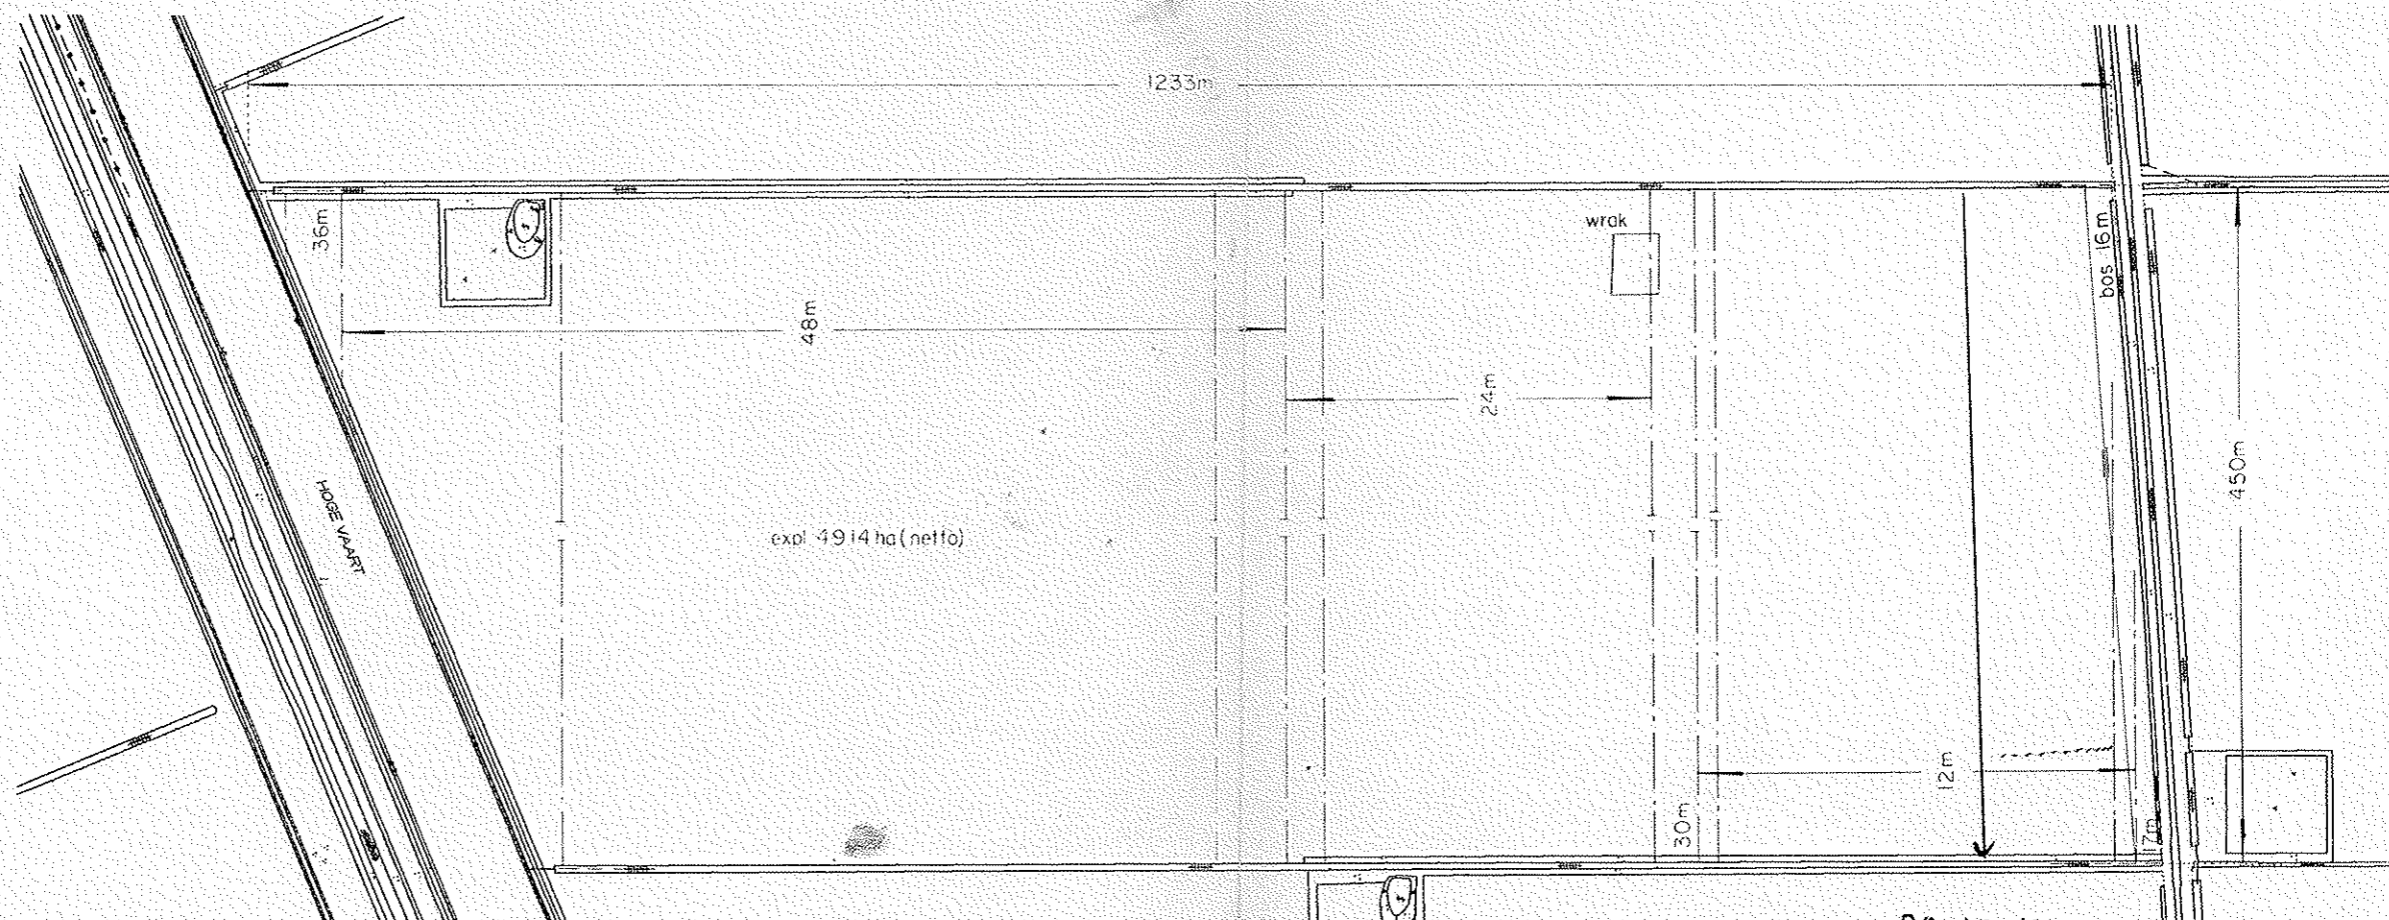 1233m
36m
wrak
bos 16m
48m
24m
450m
HOGE VAART
expl. 49 14 ha (netto)
12m
30m
17m